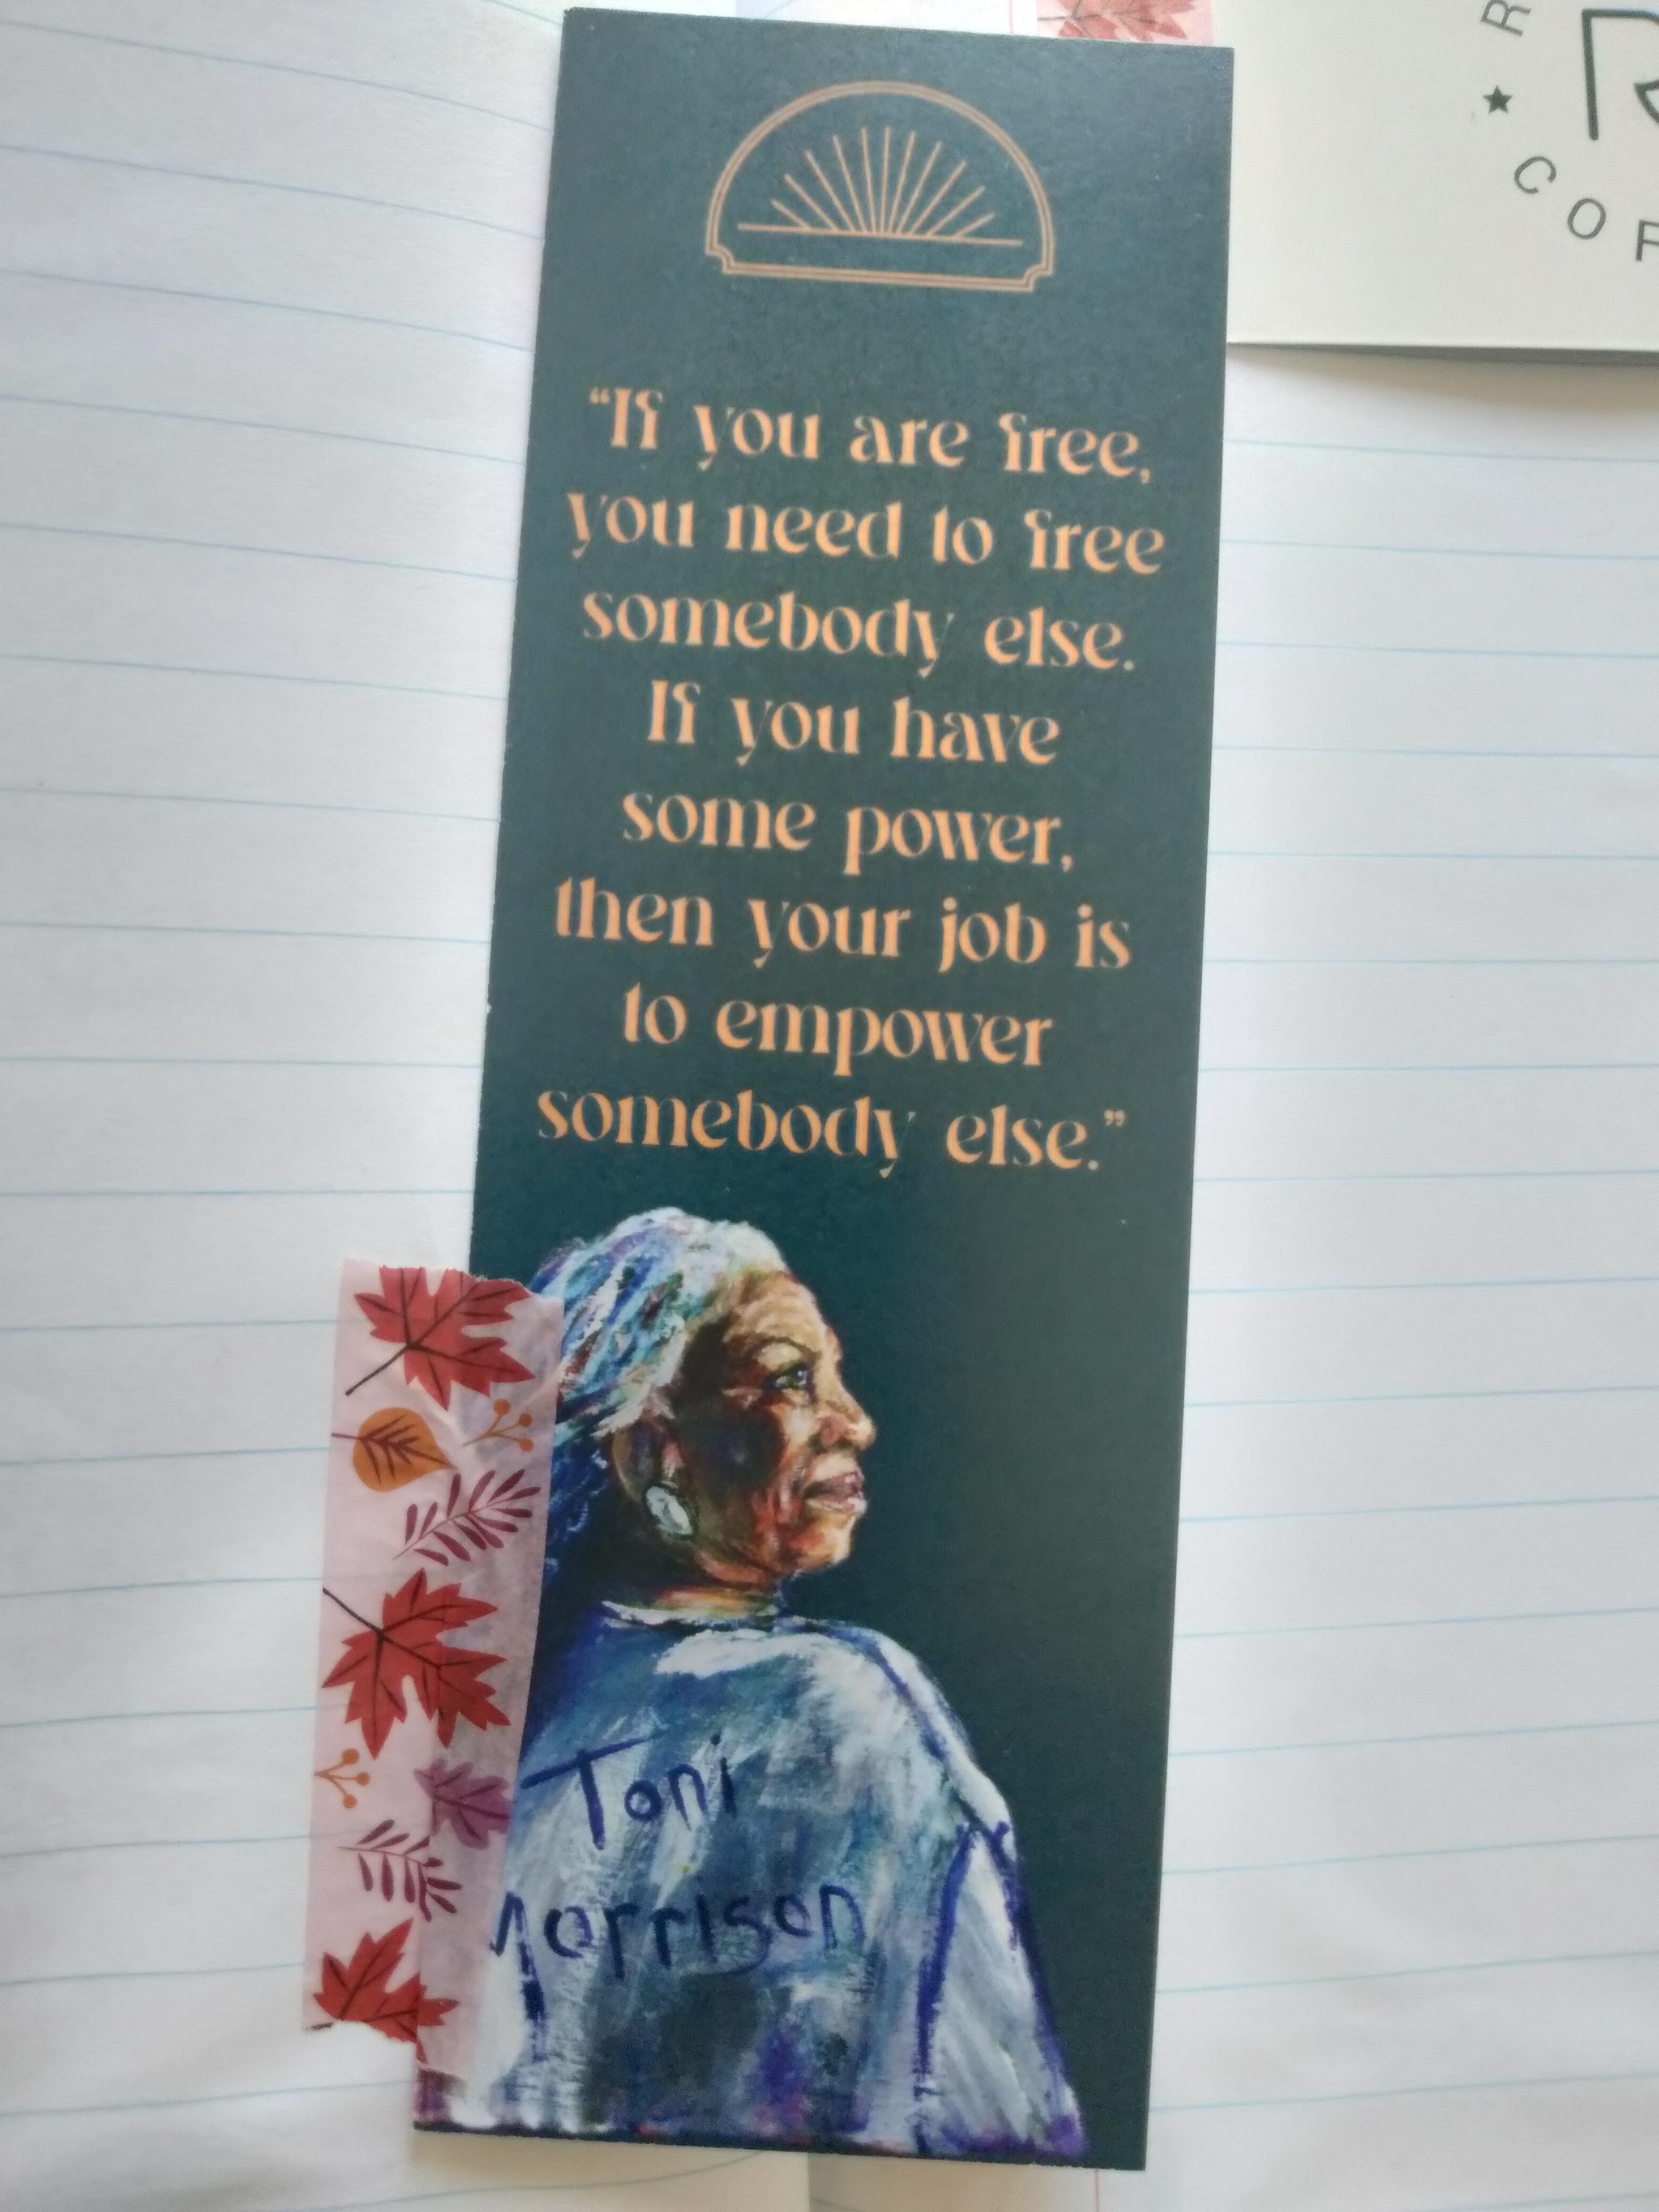 “If you are free,
you need to free
somebody else.
If you have
some power,
then your job is
to empower
somebody else.”
Toni
Morrison